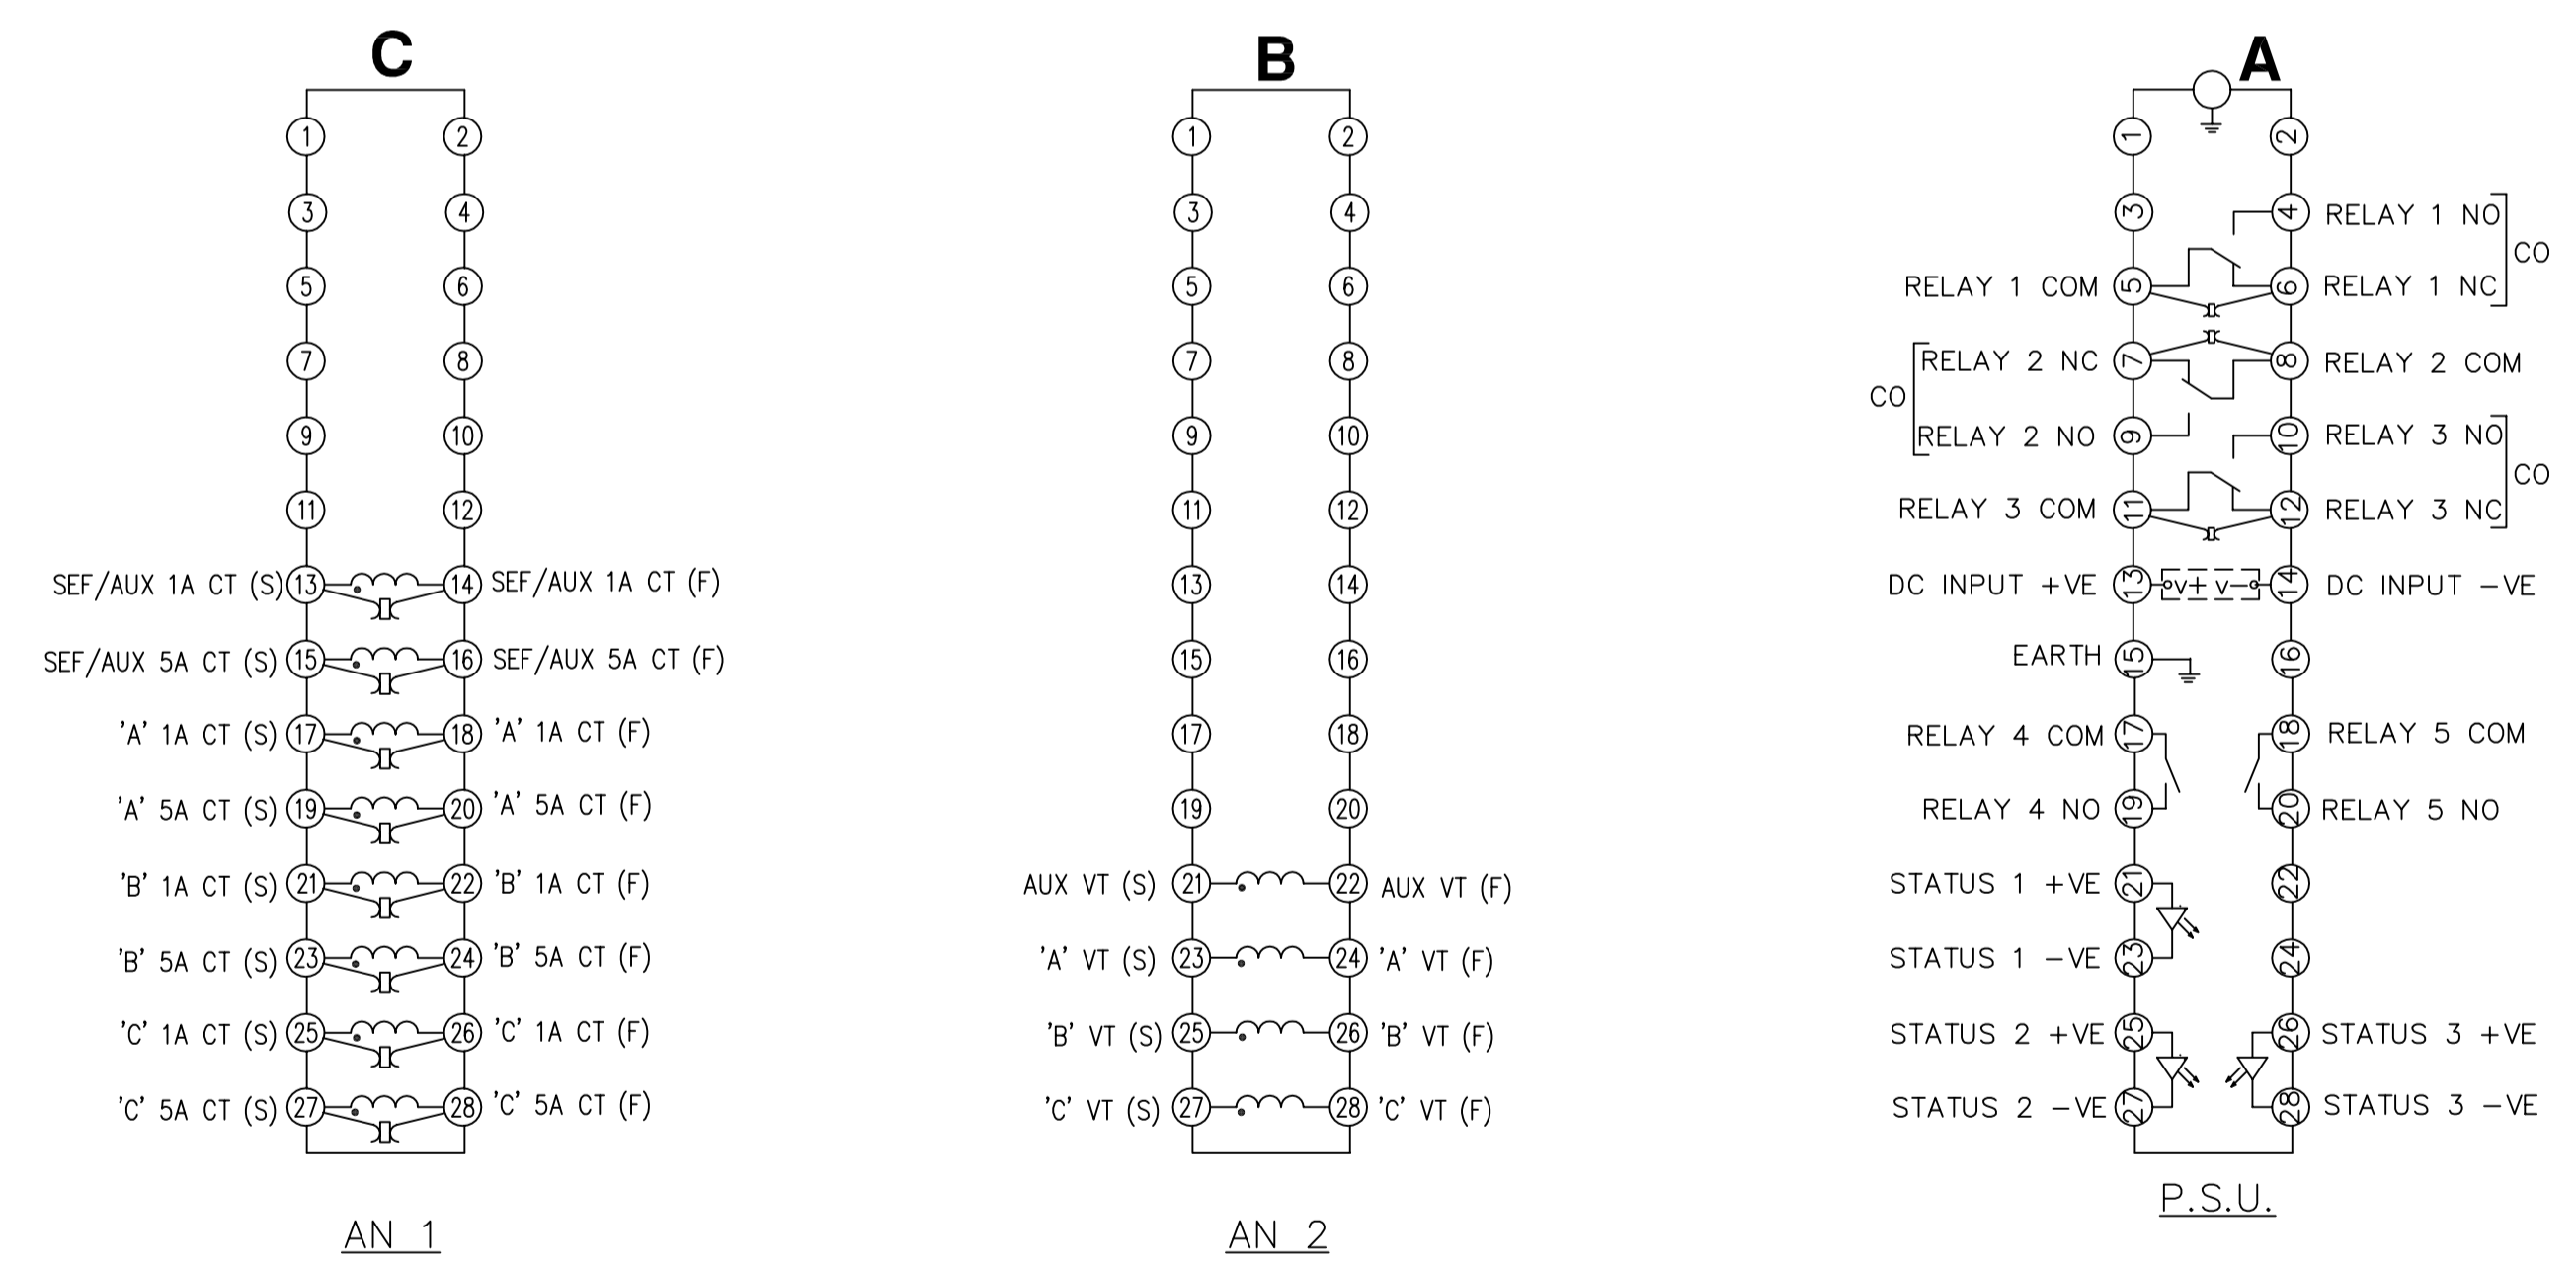 C
1 2
3 4
5 6
7 8
9 10
11 12
SEF/AUX 1A CT (S) 13 14 SEF/AUX 1A CT (F)
SEF/AUX 5A CT (S) 15 16 SEF/AUX 5A CT (F)
'A' 1A CT (S) 17 18 'A' 1A CT (F)
'A' 5A CT (S) 19 20 'A' 5A CT (F)
'B' 1A CT (S) 21 22 'B' 1A CT (F)
'B' 5A CT (S) 23 24 'B' 5A CT (F)
'C' 1A CT (S) 25 26 'C' 1A CT (F)
'C' 5A CT (S) 27 28 'C' 5A CT (F)
AN 1
B
1 2
3 4
5 6
7 8
9 10
11 12
13 14
15 16
17 18
19 20
AUX VT (S) 21 22 AUX VT (F)
'A' VT (S) 23 24 'A' VT (F)
'B' VT (S) 25 26 'B' VT (F)
'C' VT (S) 27 28 'C' VT (F)
AN 2
A
1 2
3 4 RELAY 1 NO
CO
RELAY 1 COM 5 6 RELAY 1 NC
RELAY 2 NC 7 8 RELAY 2 COM
CO
RELAY 2 NO 9 10 RELAY 3 NO
CO
RELAY 3 COM 11 12 RELAY 3 NC
DC INPUT +VE 13 V+ V- 14 DC INPUT -VE
EARTH 15 16
RELAY 4 COM 17 18 RELAY 5 COM
RELAY 4 NO 19 20 RELAY 5 NO
STATUS 1 +VE 21 22
STATUS 1 -VE 23 24
STATUS 2 +VE 25 26 STATUS 3 +VE
STATUS 2 -VE 27 28 STATUS 3 -VE
P.S.U.